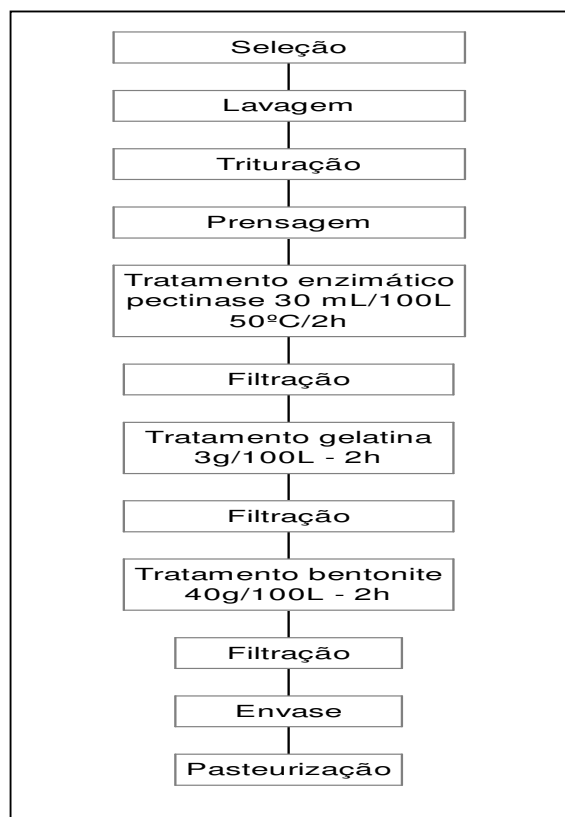 Seleção
Lavagem
Trituração
Prensagem
Tratamento enzimático
pectinase 30 mL/100L
50ºC/2h
Filtração
Tratamento gelatina
3g/100L - 2h
Filtração
Tratamento bentonite
40g/100L - 2h
Filtração
Envase
Pasteurização